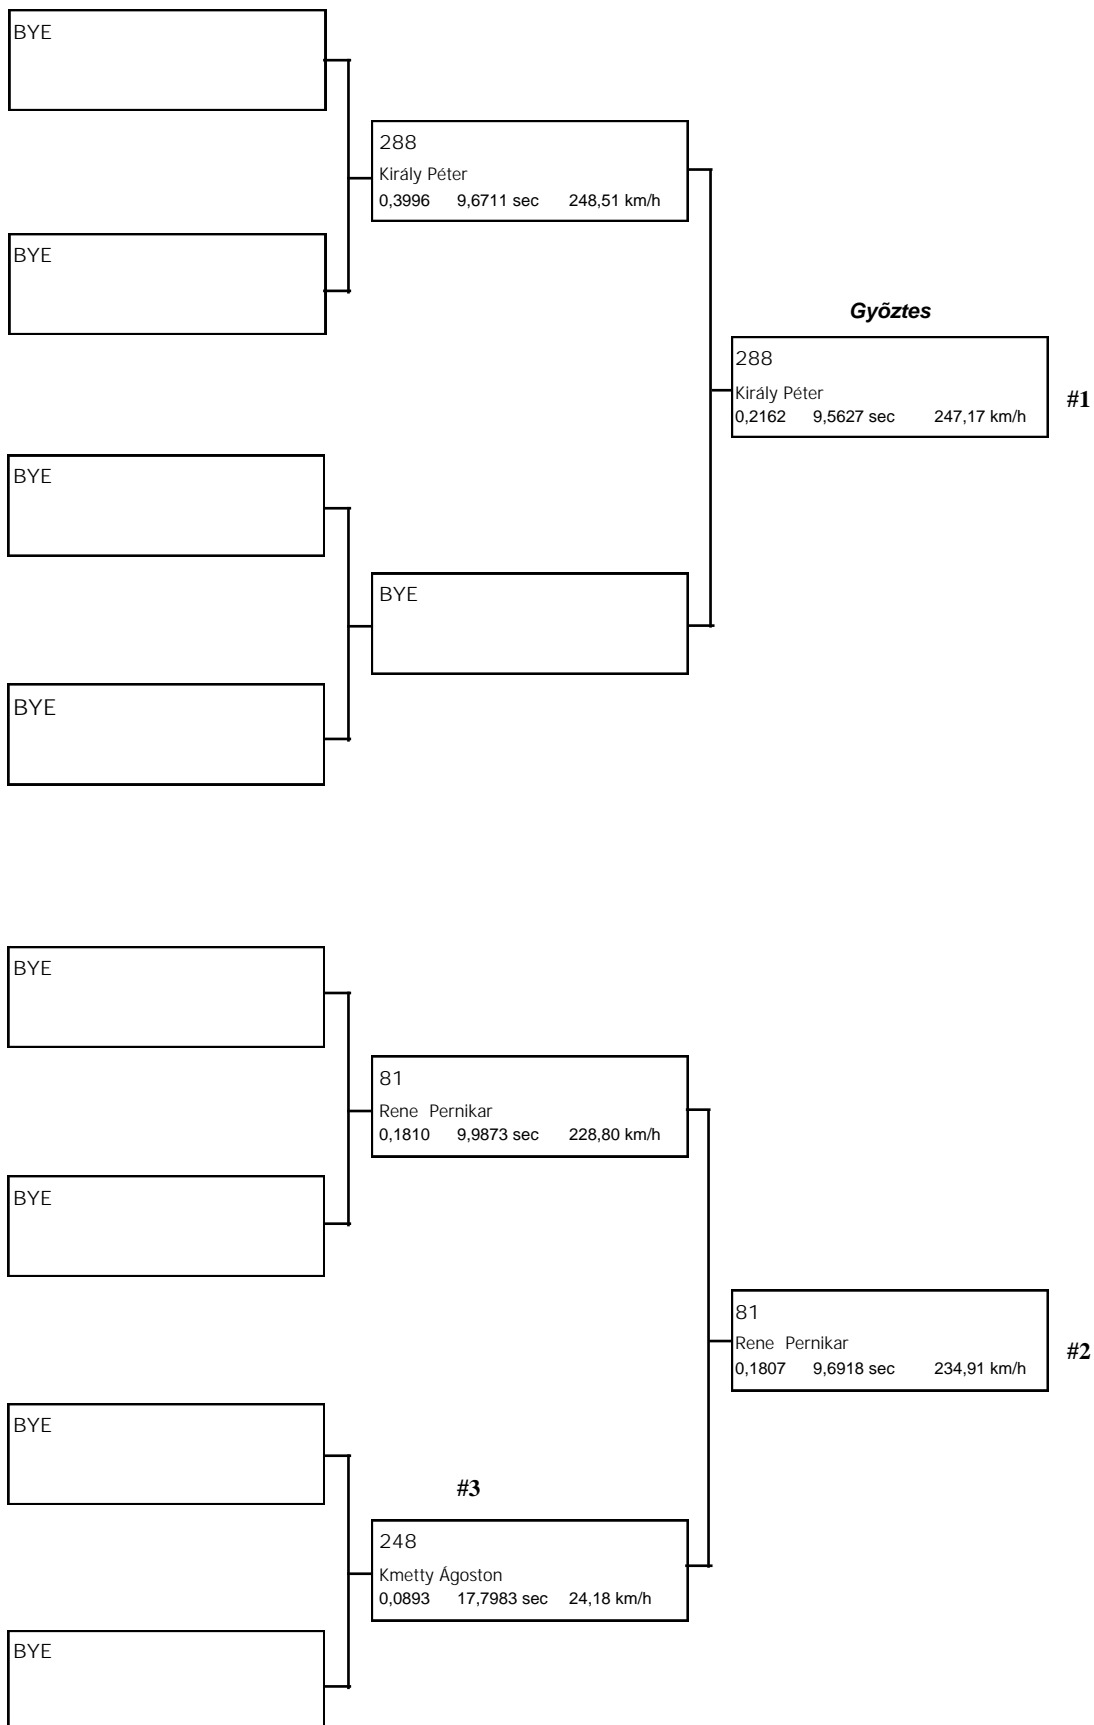 BYE
288
Király Péter
0,3996 9,6711 sec 248,51 km/h
BYE
Gyõztes
288
Király Péter
0,2162 9,5627 sec 247,17 km/h
#1
BYE
BYE
BYE
BYE
81
Rene Pernikar
0,1810 9,9873 sec 228,80 km/h
BYE
81
Rene Pernikar
0,1807 9,6918 sec 234,91 km/h
#2
BYE
#3
248
Kmetty Ágoston
0,0893 17,7983 sec 24,18 km/h
BYE